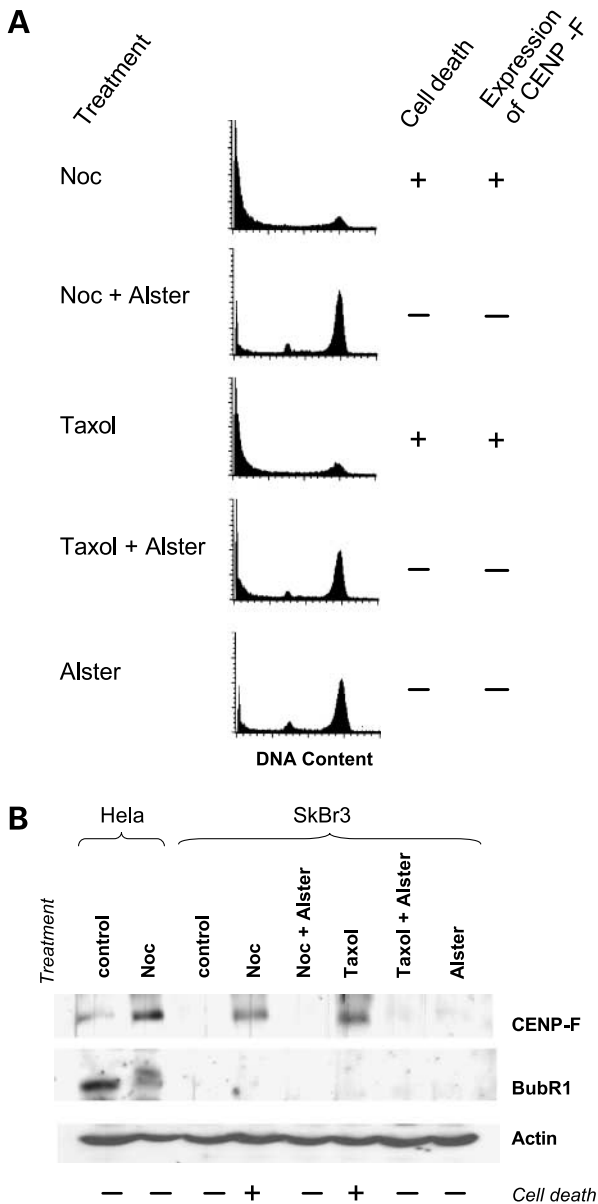 A
Treatment
Cell death
Expression
of CENP -F
Noc
+ +
Noc + Alster
— —
Taxol
+ +
Taxol + Alster
— —
Alster
— —
DNA Content
B
Hela SkBr3
Treatment
control
Noc
control
Noc
Noc + Alster
Taxol
Taxol + Alster
Alster
CENP-F
BubR1
Actin
— — — + — + — — Cell death